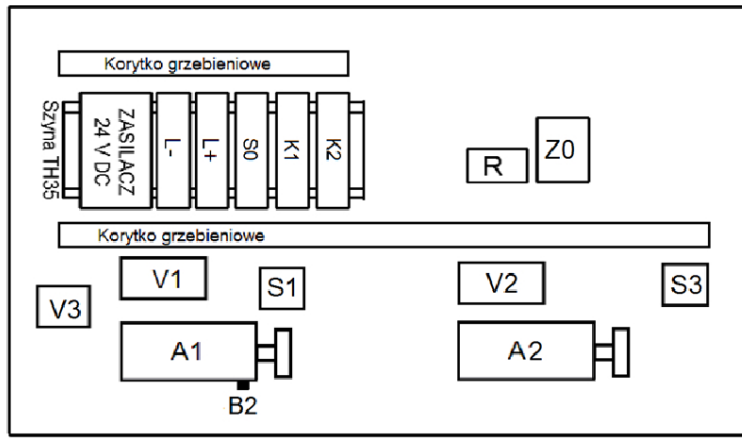 Korytko grzebieniowe
Szyna TH35
ZASILACZ
24 V DC
L-
L+
S0
K1
K2
R
Z0
Korytko grzebieniowe
V3
V1
S1
V2
S3
A1
A2
B2